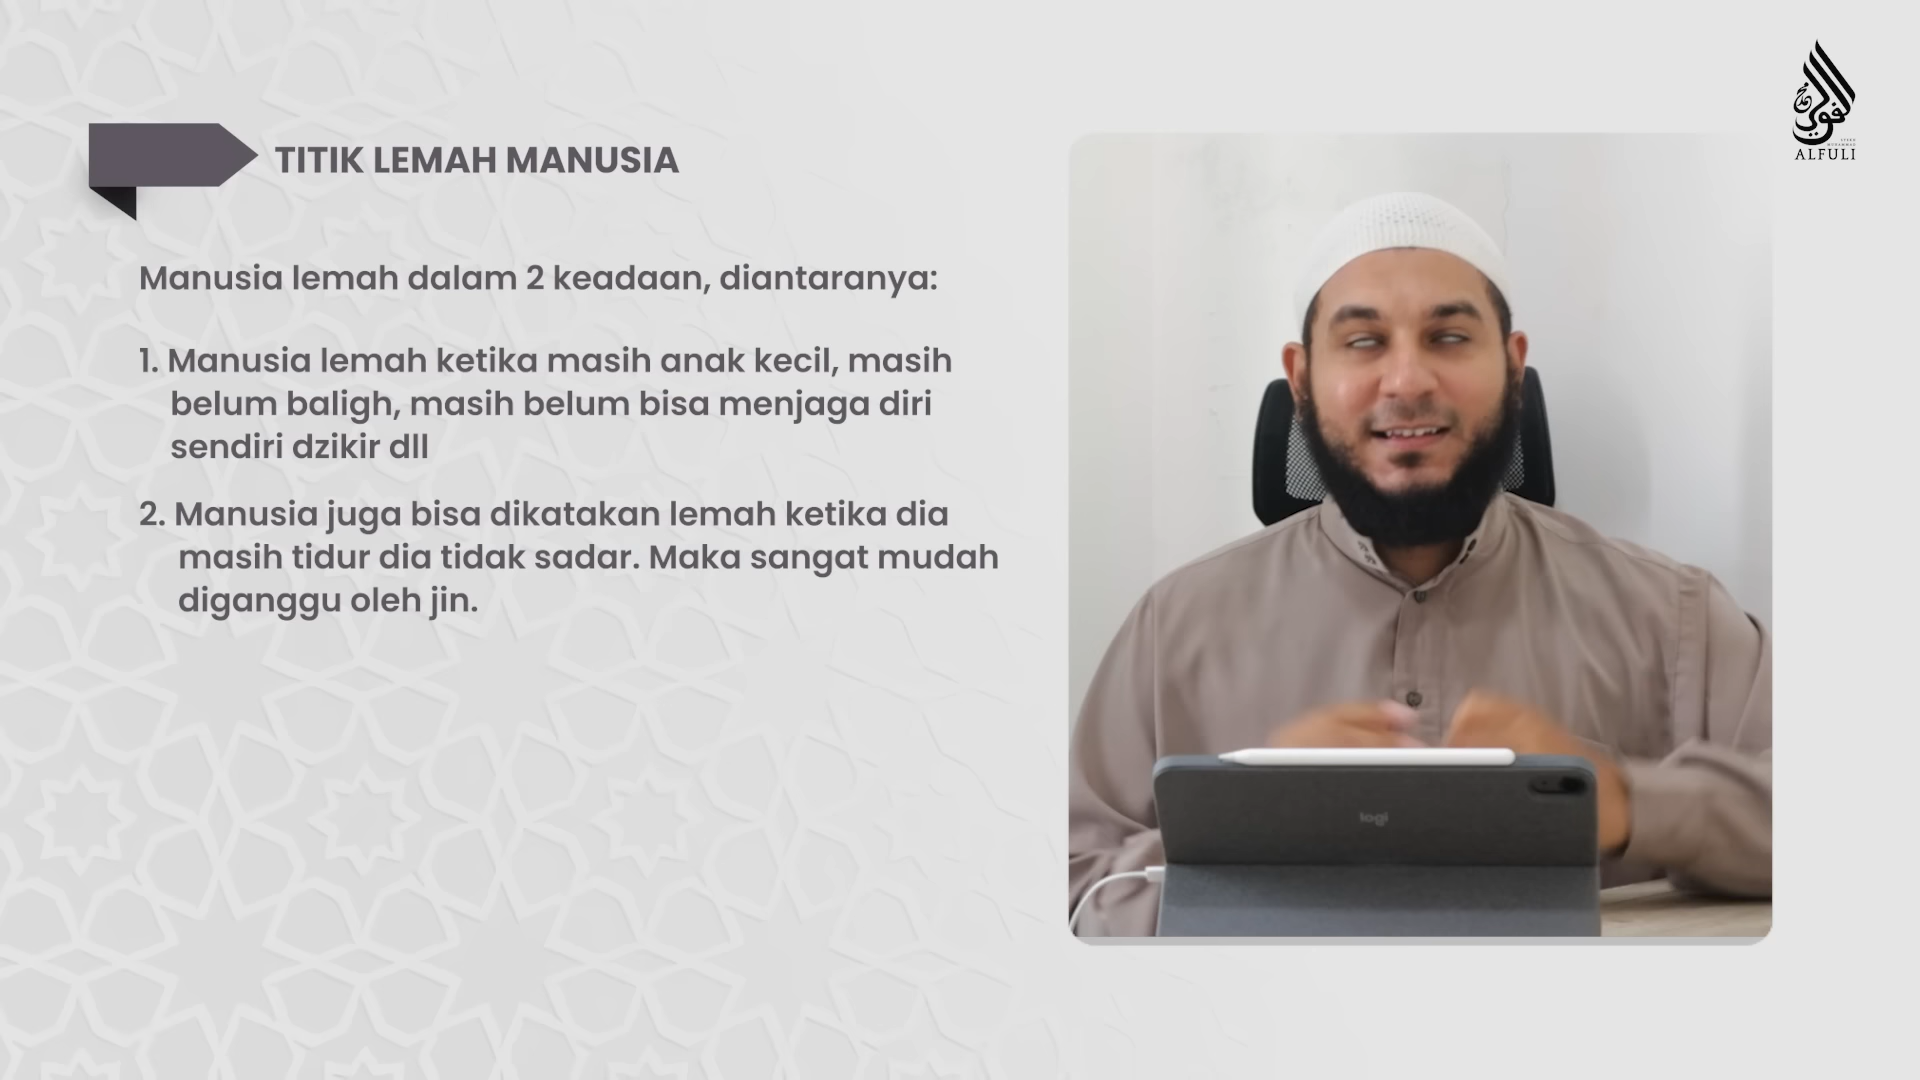 TITIK LEMAH MANUSIA
Manusia lemah dalam 2 keadaan, diantaranya:
1. Manusia lemah ketika masih anak kecil, masih
belum baligh, masih belum bisa menjaga diri
sendiri dzikir dll
2. Manusia juga bisa dikatakan lemah ketika dia
masih tidur dia tidak sadar. Maka sangat mudah
diganggu oleh jin.
ALFULI
logi